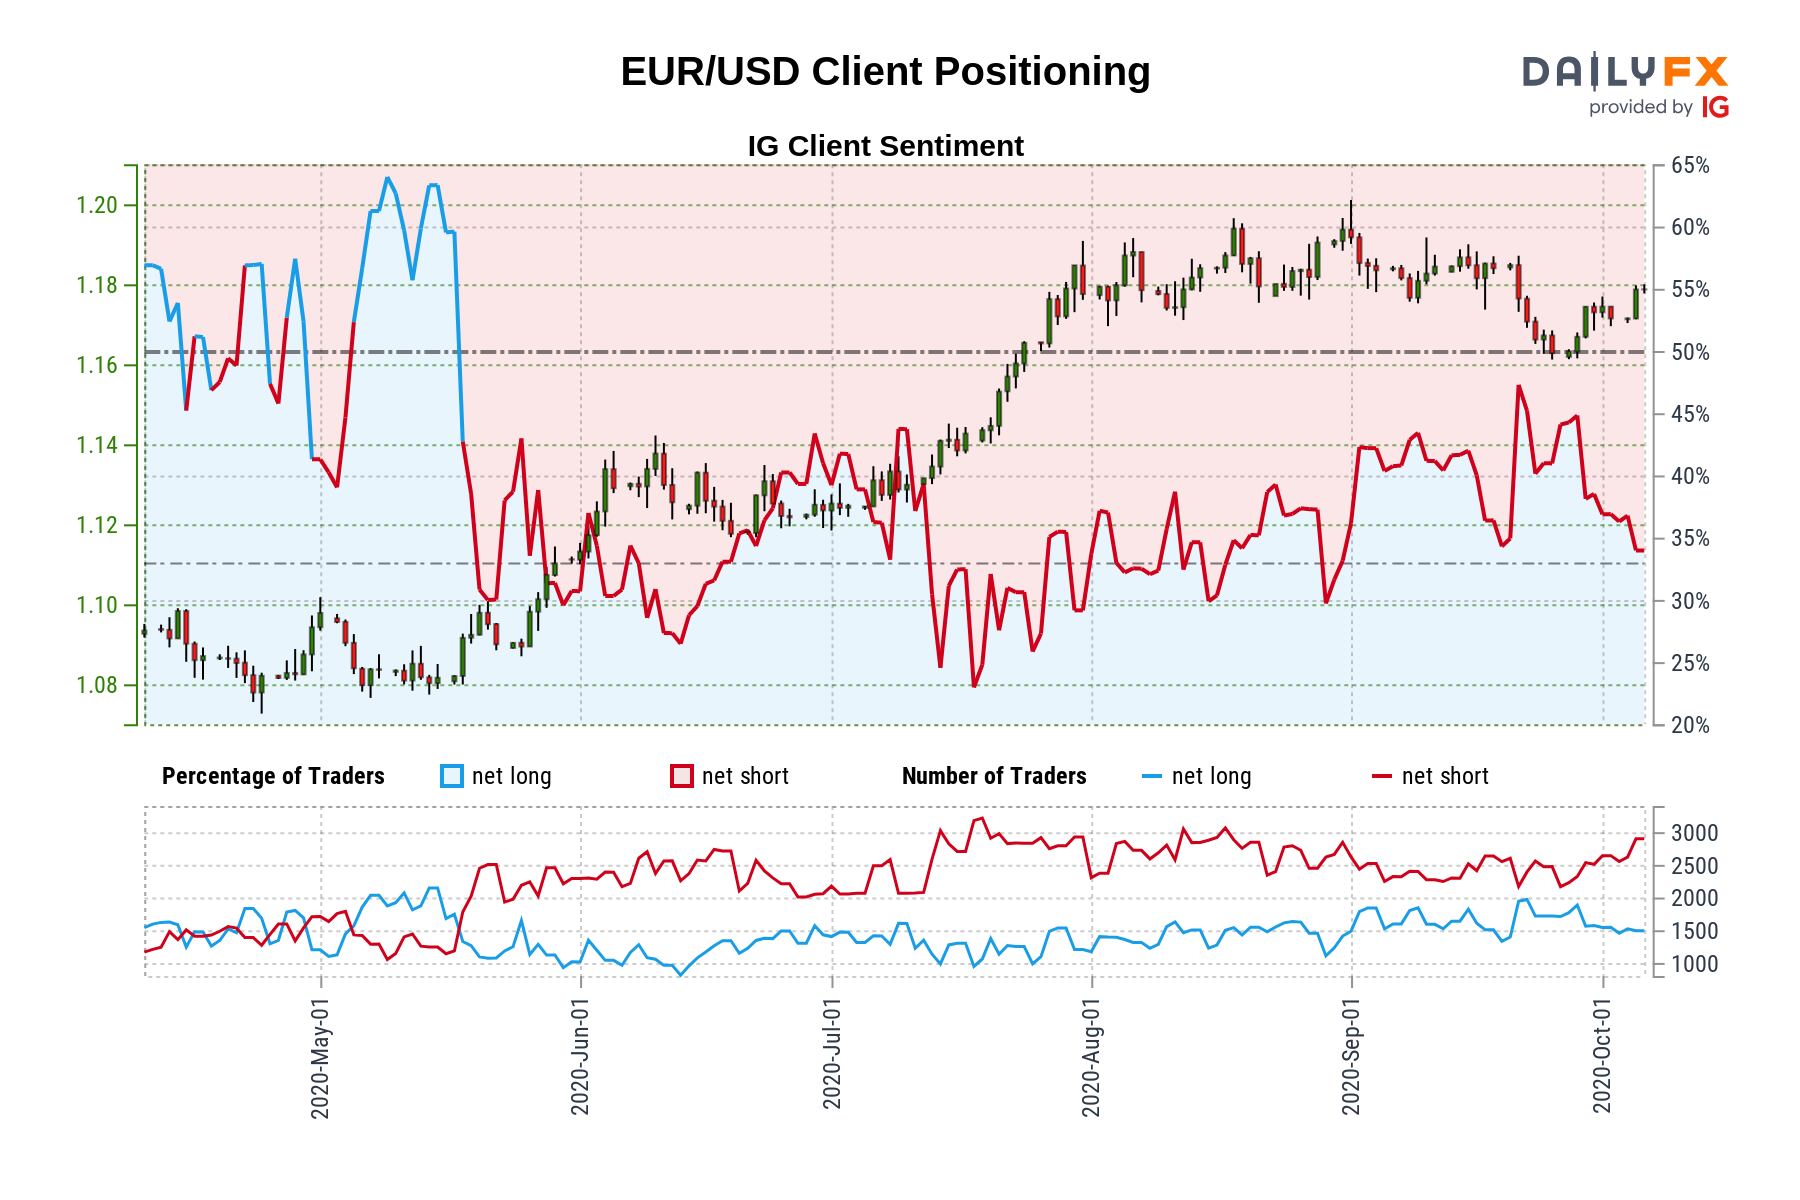 EUR/USD Client Positioning
DAILYFX
provided by IG
IG Client Sentiment
1.20
1.18
1.16
1.14
1.12
1.10
1.08
65%
60%
55%
50%
45%
40%
35%
30%
25%
20%
Percentage of Traders net long net short Number of Traders net long net short
3000
2500
2000
1500
1000
2020-May-01
2020-Jun-01
2020-Jul-01
2020-Aug-01
2020-Sep-01
2020-Oct-01